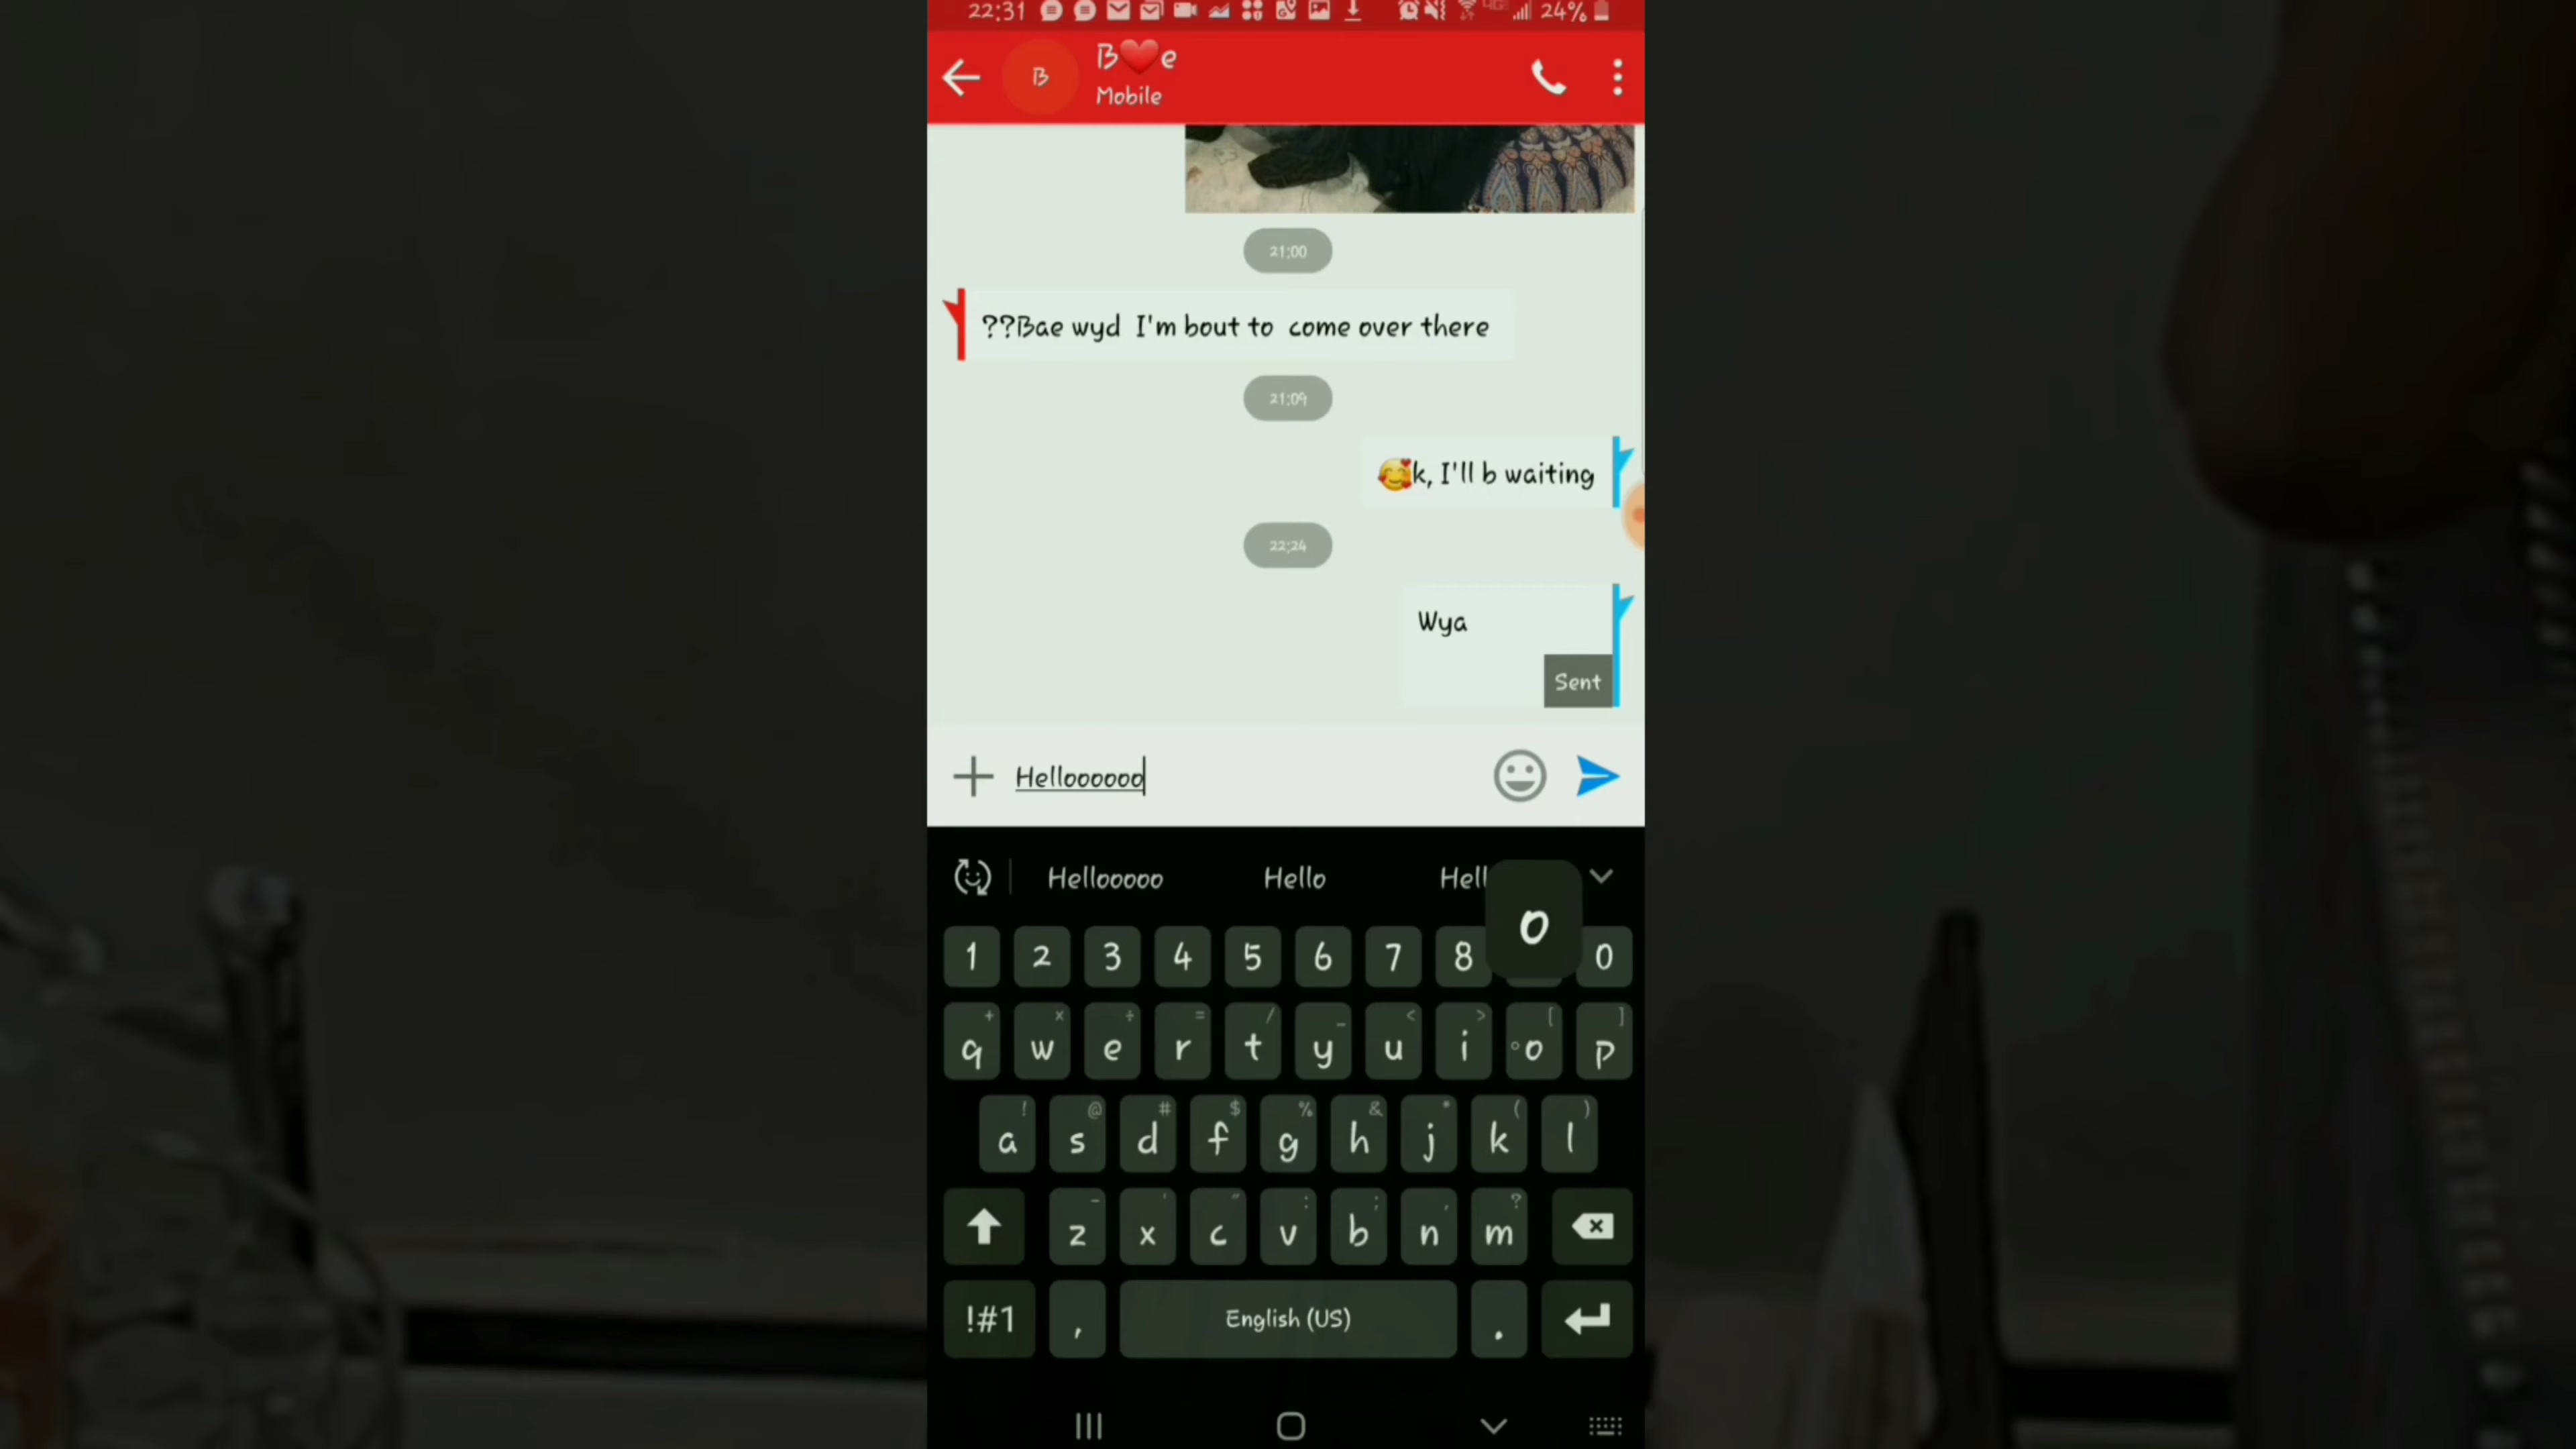 22:31
24%
B❤️e
B
Mobile
21:00
??Bae wyd I'm bout to come over there
21:09
🥰k, I'll b waiting
22:24
Wya
Sent
Helloooooo
Hellooooo Hello Hell
o
1 2 3 4 5 6 7 8 0
+ × ÷ = / _ < > [ ]
q w e r t y u i o p
! @ # $ % & * ( )
a s d f g h j k l
- ' " : ; , ?
z x c v b n m
!#1 , English (US) .